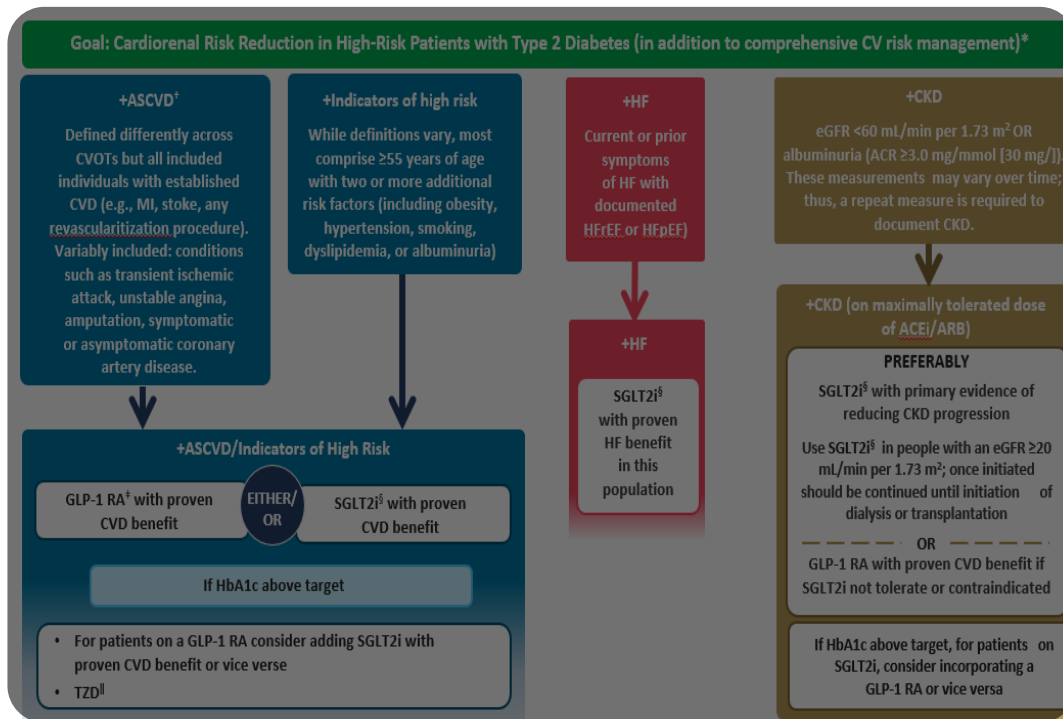 Goal: Cardiorenal Risk Reduction in High-Risk Patients with Type 2 Diabetes (in addition to comprehensive CV risk management)*
+ASCVD†
Defined differently across
CVOTs but all included
individuals with established
CVD (e.g., MI, stoke, any
revascularitization procedure).
Variably included: conditions
such as transient ischemic
attack, unstable angina,
amputation, symptomatic
or asymptomatic coronary
artery disease.
+Indicators of high risk
While definitions vary, most
comprise ≥55 years of age
with two or more additional
risk factors (including obesity,
hypertension, smoking,
dyslipidemia, or albuminuria)
+HF
Current or prior
symptoms
of HF with
documented
HFrEF or HFpEF)
+CKD
eGFR <60 mL/min per 1.73 m² OR
albuminuria (ACR ≥3.0 mg/mmol [30 mg/]).
These measurements may vary over time;
thus, a repeat measure is required to
document CKD.
+ASCVD/Indicators of High Risk
GLP-1 RA‡ with proven
CVD benefit
EITHER/
OR
SGLT2i§ with proven
CVD benefit
If HbA1c above target
• For patients on a GLP-1 RA consider adding SGLT2i with
proven CVD benefit or vice verse
• TZD‖
+HF
SGLT2i§
with proven
HF benefit
in this
population
+CKD (on maximally tolerated dose
of ACEi/ARB)
PREFERABLY
SGLT2i§ with primary evidence of
reducing CKD progression
Use SGLT2i§ in people with an eGFR ≥20
mL/min per 1.73 m²; once initiated
should be continued until initiation of
dialysis or transplantation
OR
GLP-1 RA with proven CVD benefit if
SGLT2i not tolerate or contraindicated
If HbA1c above target, for patients on
SGLT2i, consider incorporating a
GLP-1 RA or vice versa